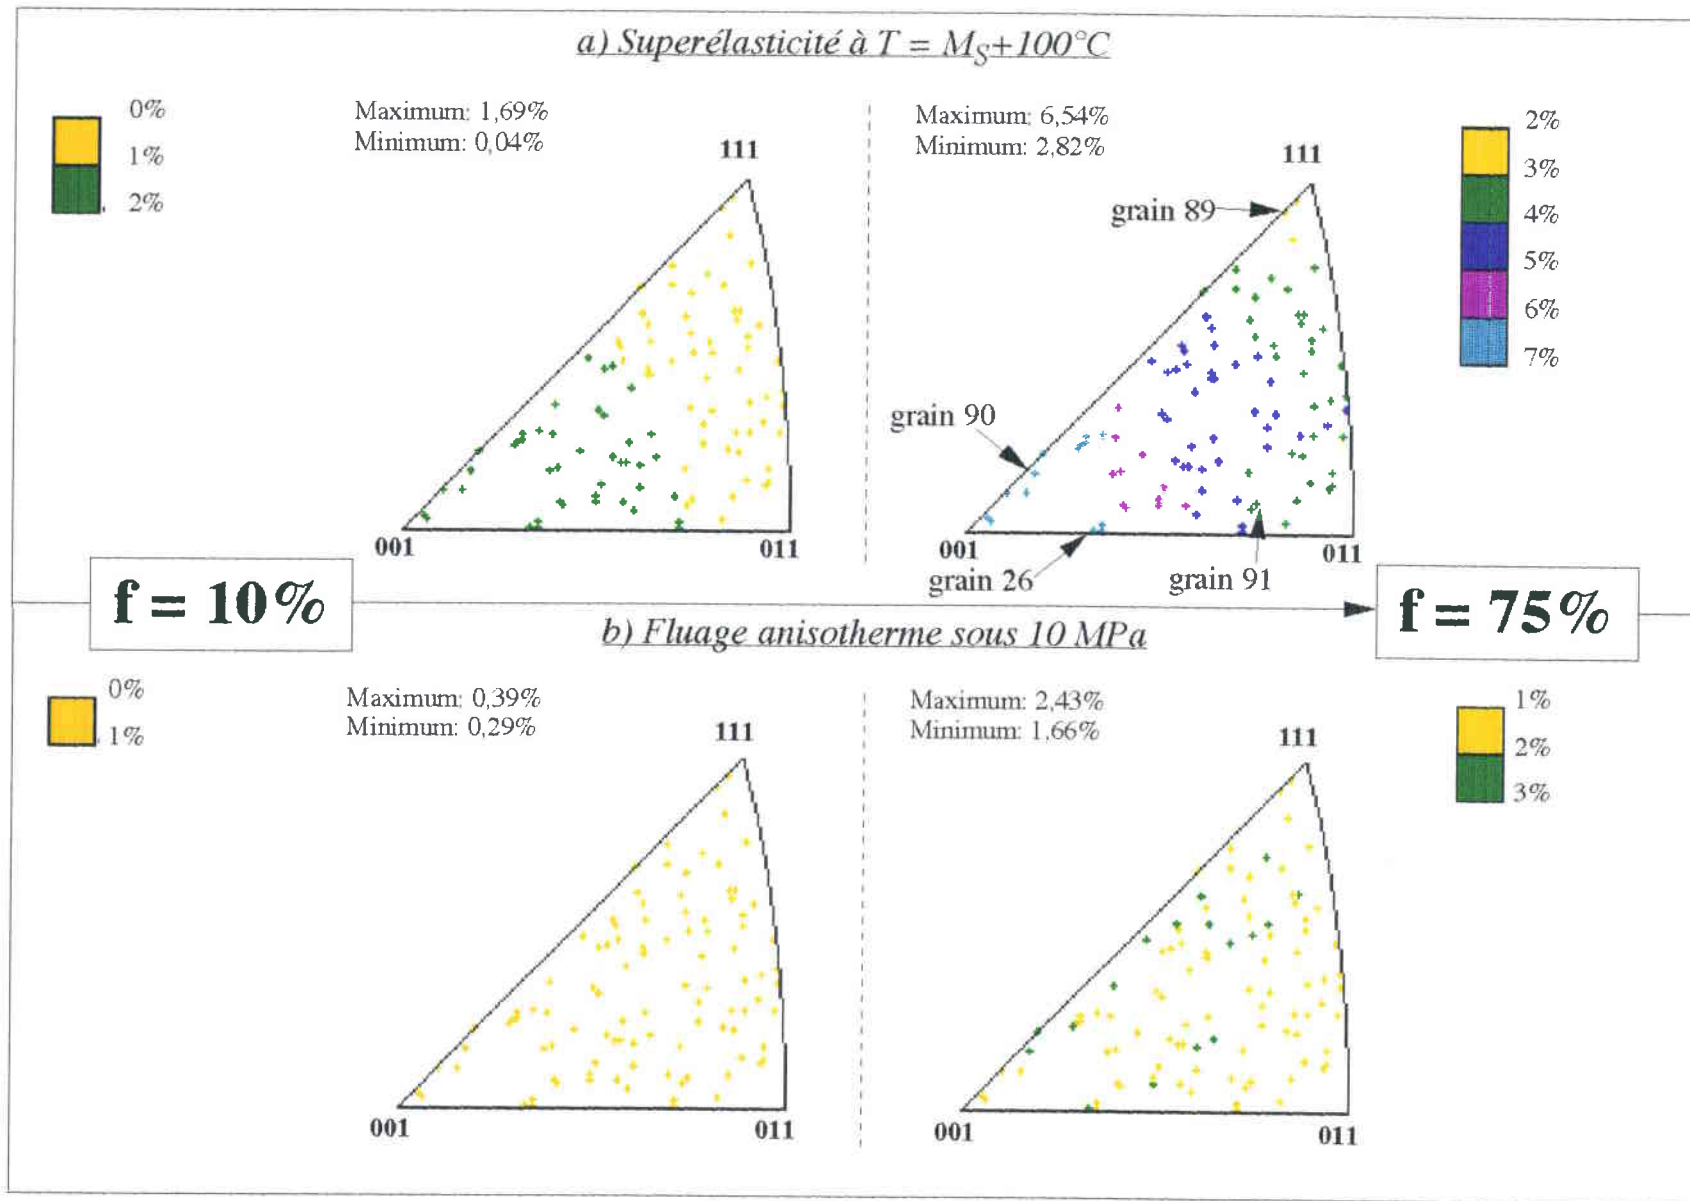 a) Superélasticité à T = MS+100°C
0%
1%
2%
Maximum: 1,69%
Minimum: 0,04%
111
001
011
Maximum: 6,54%
Minimum: 2,82%
111
grain 89
grain 90
001
011
grain 26
grain 91
2%
3%
4%
5%
6%
7%
f = 10%
f = 75%
b) Fluage anisotherme sous 10 MPa
0%
1%
Maximum: 0,39%
Minimum: 0,29%
111
001
011
Maximum: 2,43%
Minimum: 1,66%
111
001
011
1%
2%
3%